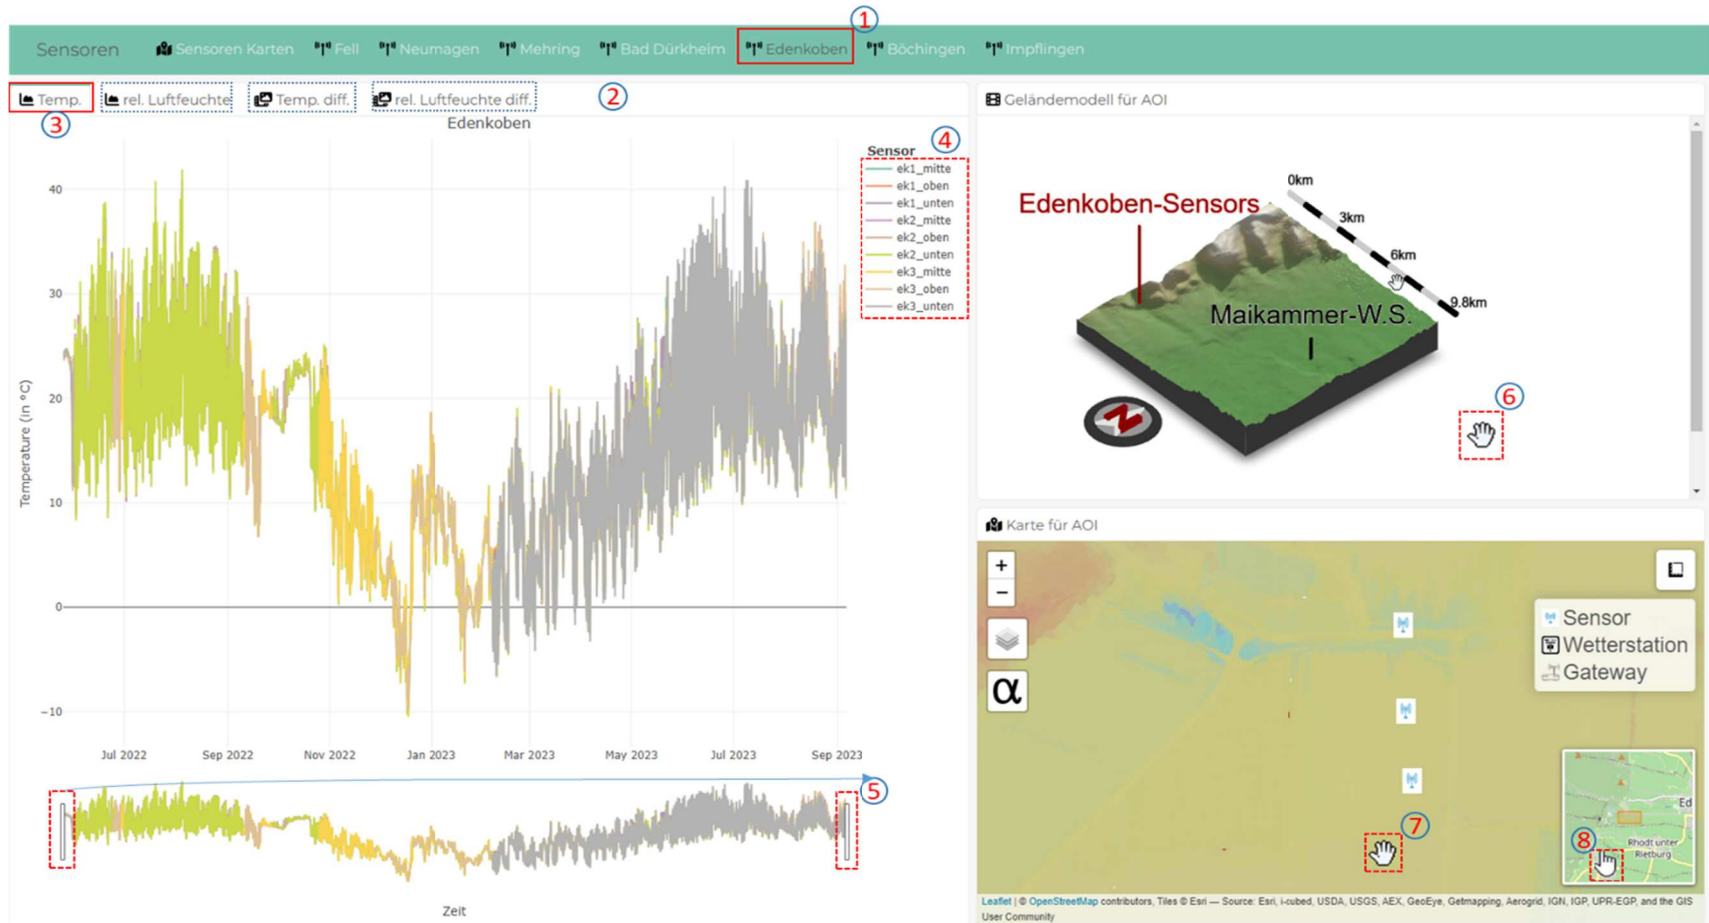 ①
Sensoren Sensoren Karten Fell Neumagen Mehring Bad Dürkheim Edenkoben Böchingen Impflingen
Temp. rel. Luftfeuchte Temp. diff. rel. Luftfeuchte diff. ②
③
Edenkoben
④
Sensor
ek1_mitte
ek1_oben
ek1_unten
ek2_mitte
ek2_oben
ek2_unten
ek3_mitte
ek3_oben
ek3_unten
Temperature (in °C)
40
30
20
10
0
−10
Jul 2022 Sep 2022 Nov 2022 Jan 2023 Mar 2023 May 2023 Jul 2023 Sep 2023
⑤
Zeit
Geländemodell für AOI
0km
3km
6km
9.8km
Edenkoben-Sensors
Maikammer-W.S.
N
⑥
Karte für AOI
+
−
α
Sensor
Wetterstation
Gateway
⑦
⑧
Ed
Rhodt unter
Rietburg
Leaflet | © OpenStreetMap contributors, Tiles © Esri — Source: Esri, i-cubed, USDA, USGS, AEX, GeoEye, Getmapping, Aerogrid, IGN, IGP, UPR-EGP, and the GIS
User Community